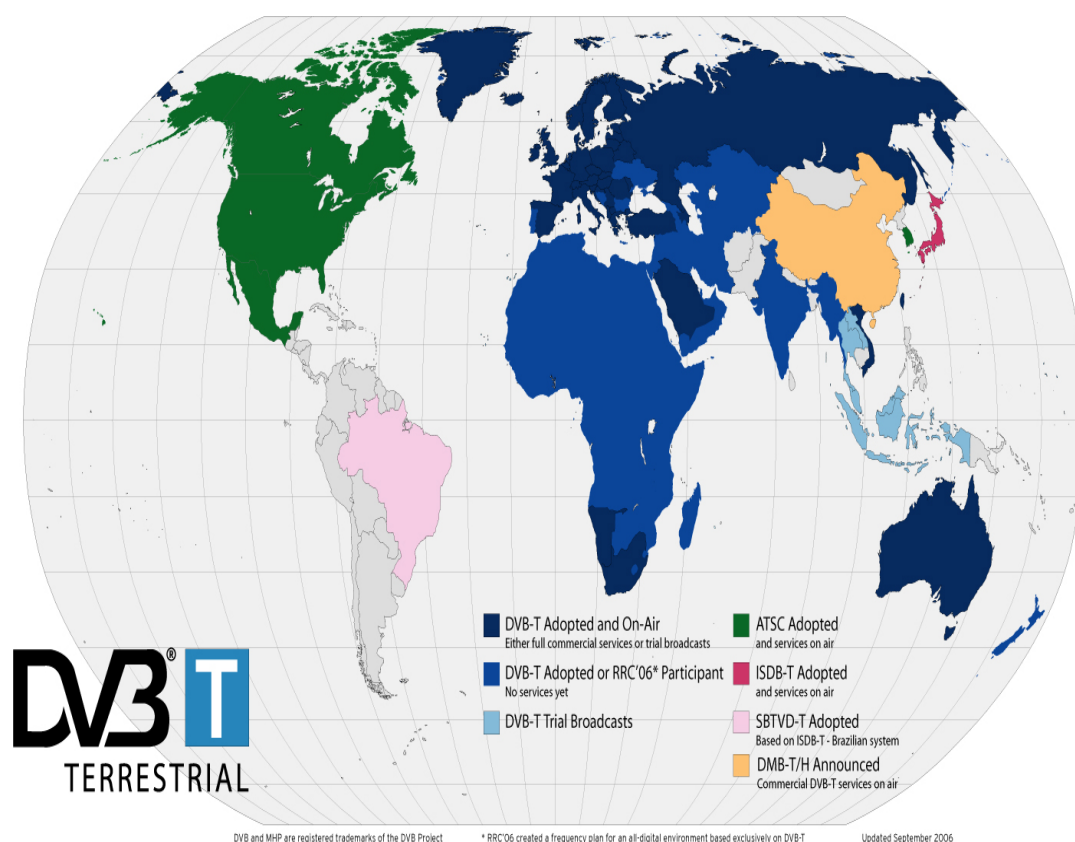 DVB-T Adopted and On-Air
Either full commercial services or trial broadcasts
DVB-T Adopted or RRC'06* Participant
No services yet
DVB-T Trial Broadcasts
ATSC Adopted
and services on air
ISDB-T Adopted
and services on air
SBTVD-T Adopted
Based on ISDB-T - Brazilian system
DMB-T/H Announced
Commercial DVB-T services on air
DVB® T
TERRESTRIAL
DVB and MHP are registered trademarks of the DVB Project
* RRC'06 created a frequency plan for an all-digital environment based exclusively on DVB-T
Updated September 2006